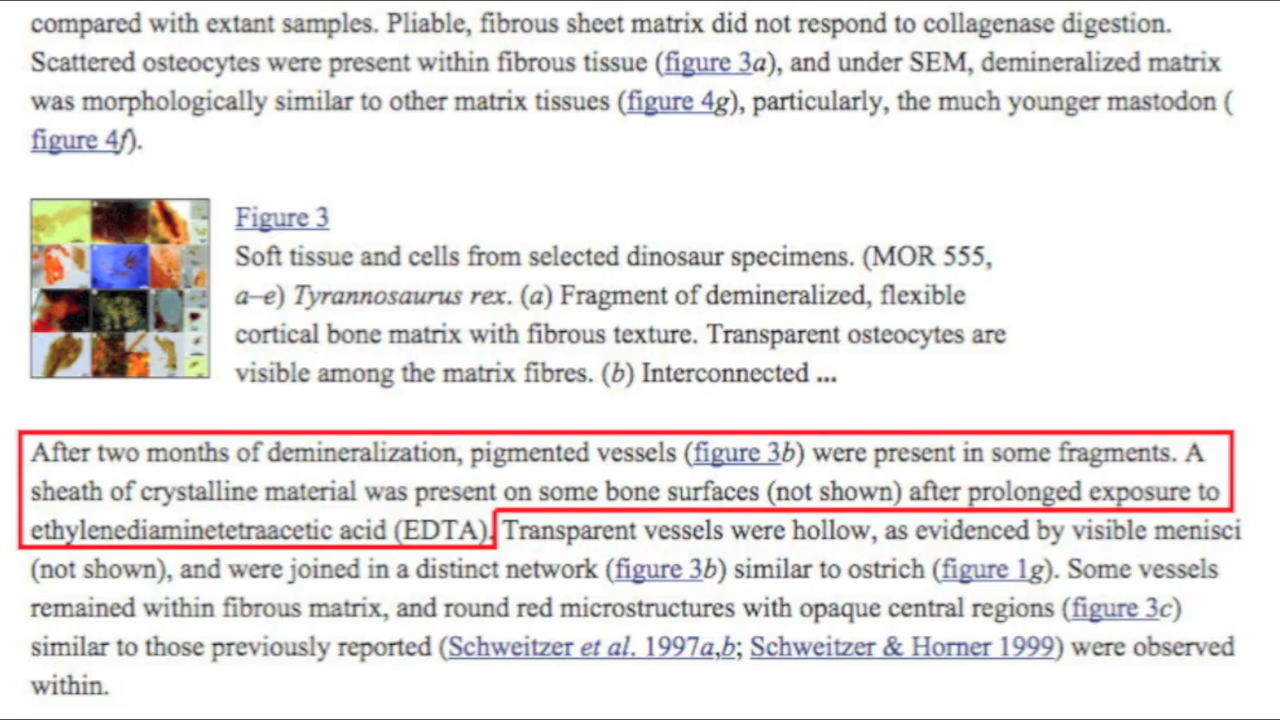 compared with extant samples. Pliable, fibrous sheet matrix did not respond to collagenase digestion.
Scattered osteocytes were present within fibrous tissue (figure 3a), and under SEM, demineralized matrix
was morphologically similar to other matrix tissues (figure 4g), particularly, the much younger mastodon (
figure 4f).
Figure 3
Soft tissue and cells from selected dinosaur specimens. (MOR 555,
a–e) Tyrannosaurus rex. (a) Fragment of demineralized, flexible
cortical bone matrix with fibrous texture. Transparent osteocytes are
visible among the matrix fibres. (b) Interconnected ...
After two months of demineralization, pigmented vessels (figure 3b) were present in some fragments. A
sheath of crystalline material was present on some bone surfaces (not shown) after prolonged exposure to
ethylenediaminetetraacetic acid (EDTA). Transparent vessels were hollow, as evidenced by visible menisci
(not shown), and were joined in a distinct network (figure 3b) similar to ostrich (figure 1g). Some vessels
remained within fibrous matrix, and round red microstructures with opaque central regions (figure 3c)
similar to those previously reported (Schweitzer et al. 1997a,b; Schweitzer & Horner 1999) were observed
within.